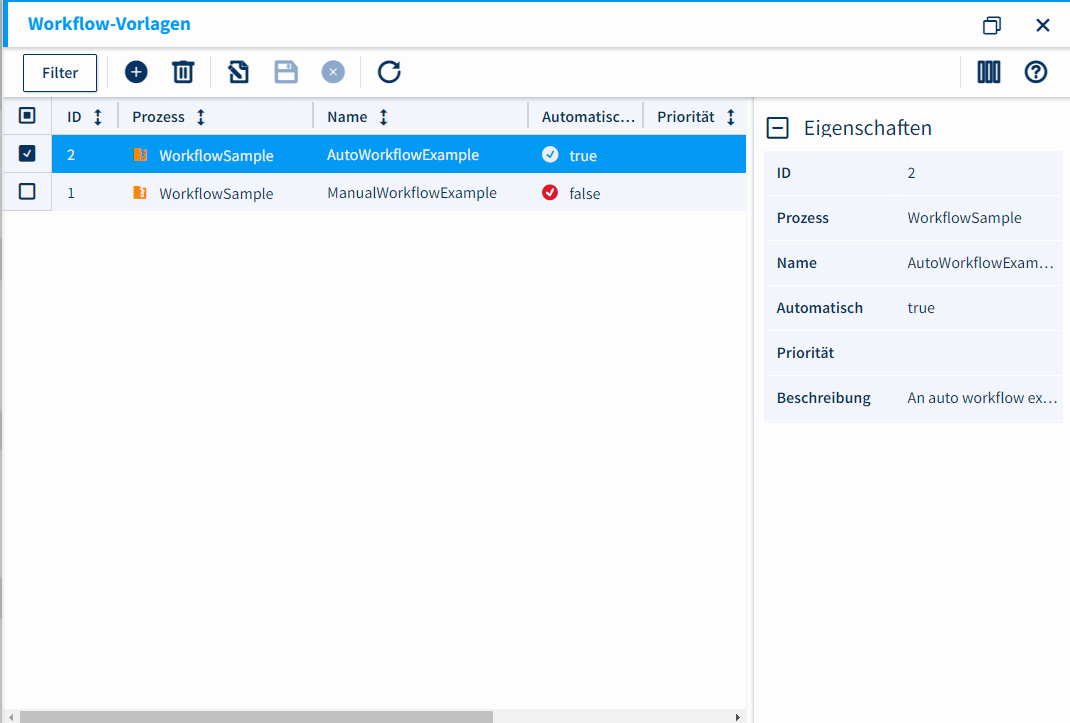 Workflow-Vorlagen
Filter
ID Prozess Name Automatisc... Priorität
2 WorkflowSample AutoWorkflowExample true
1 WorkflowSample ManualWorkflowExample false
Eigenschaften
ID 2
Prozess WorkflowSample
Name AutoWorkflowExam...
Automatisch true
Priorität
Beschreibung An auto workflow ex...